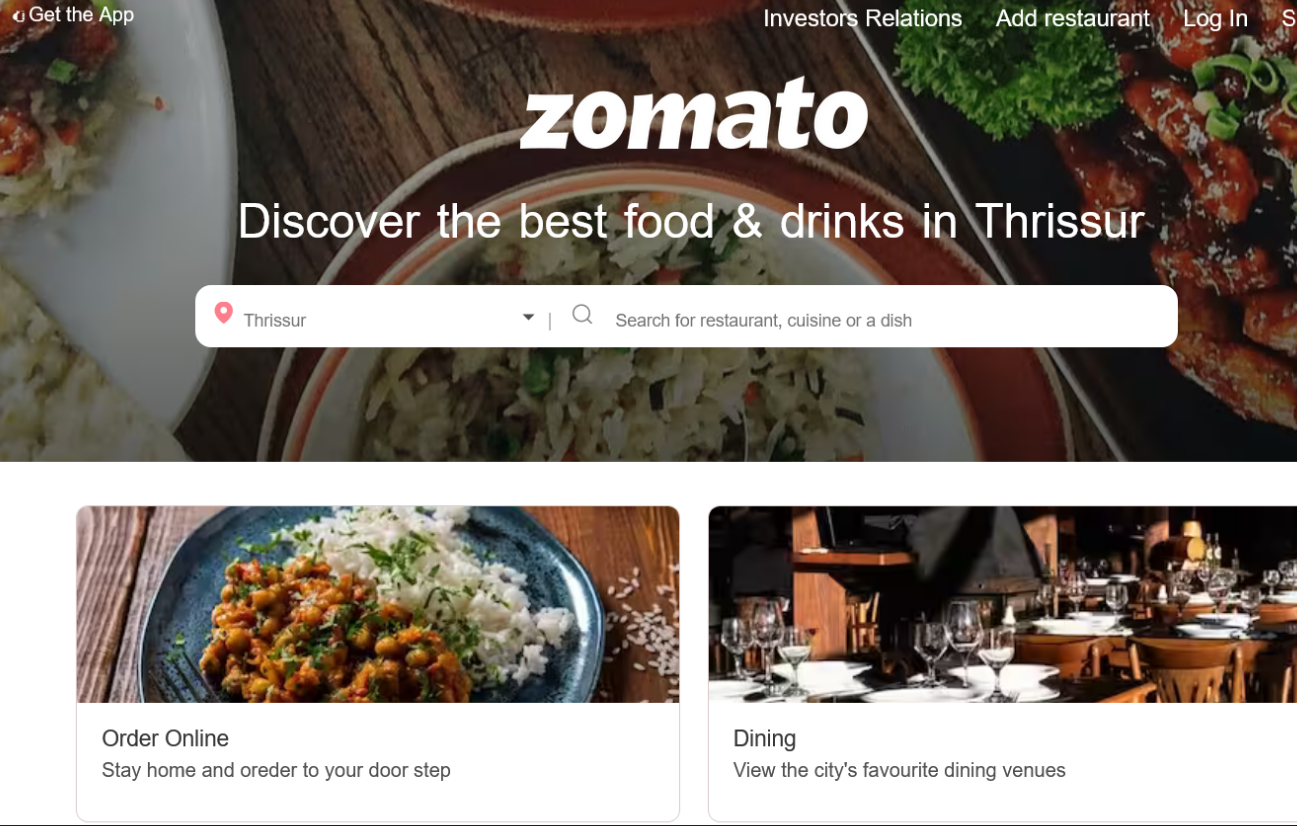 Get the App
Investors Relations Add restaurant Log In S
zomato
Discover the best food & drinks in Thrissur
Thrissur | Search for restaurant, cuisine or a dish
Order Online
Stay home and oreder to your door step
Dining
View the city's favourite dining venues